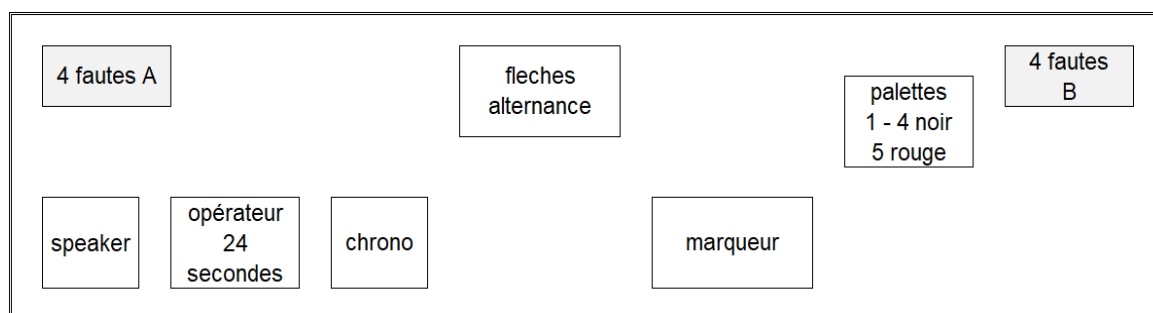 4 fautes A
fleches
alternance
palettes
1 - 4 noir
5 rouge
4 fautes
B
speaker
opérateur
24
secondes
chrono
marqueur